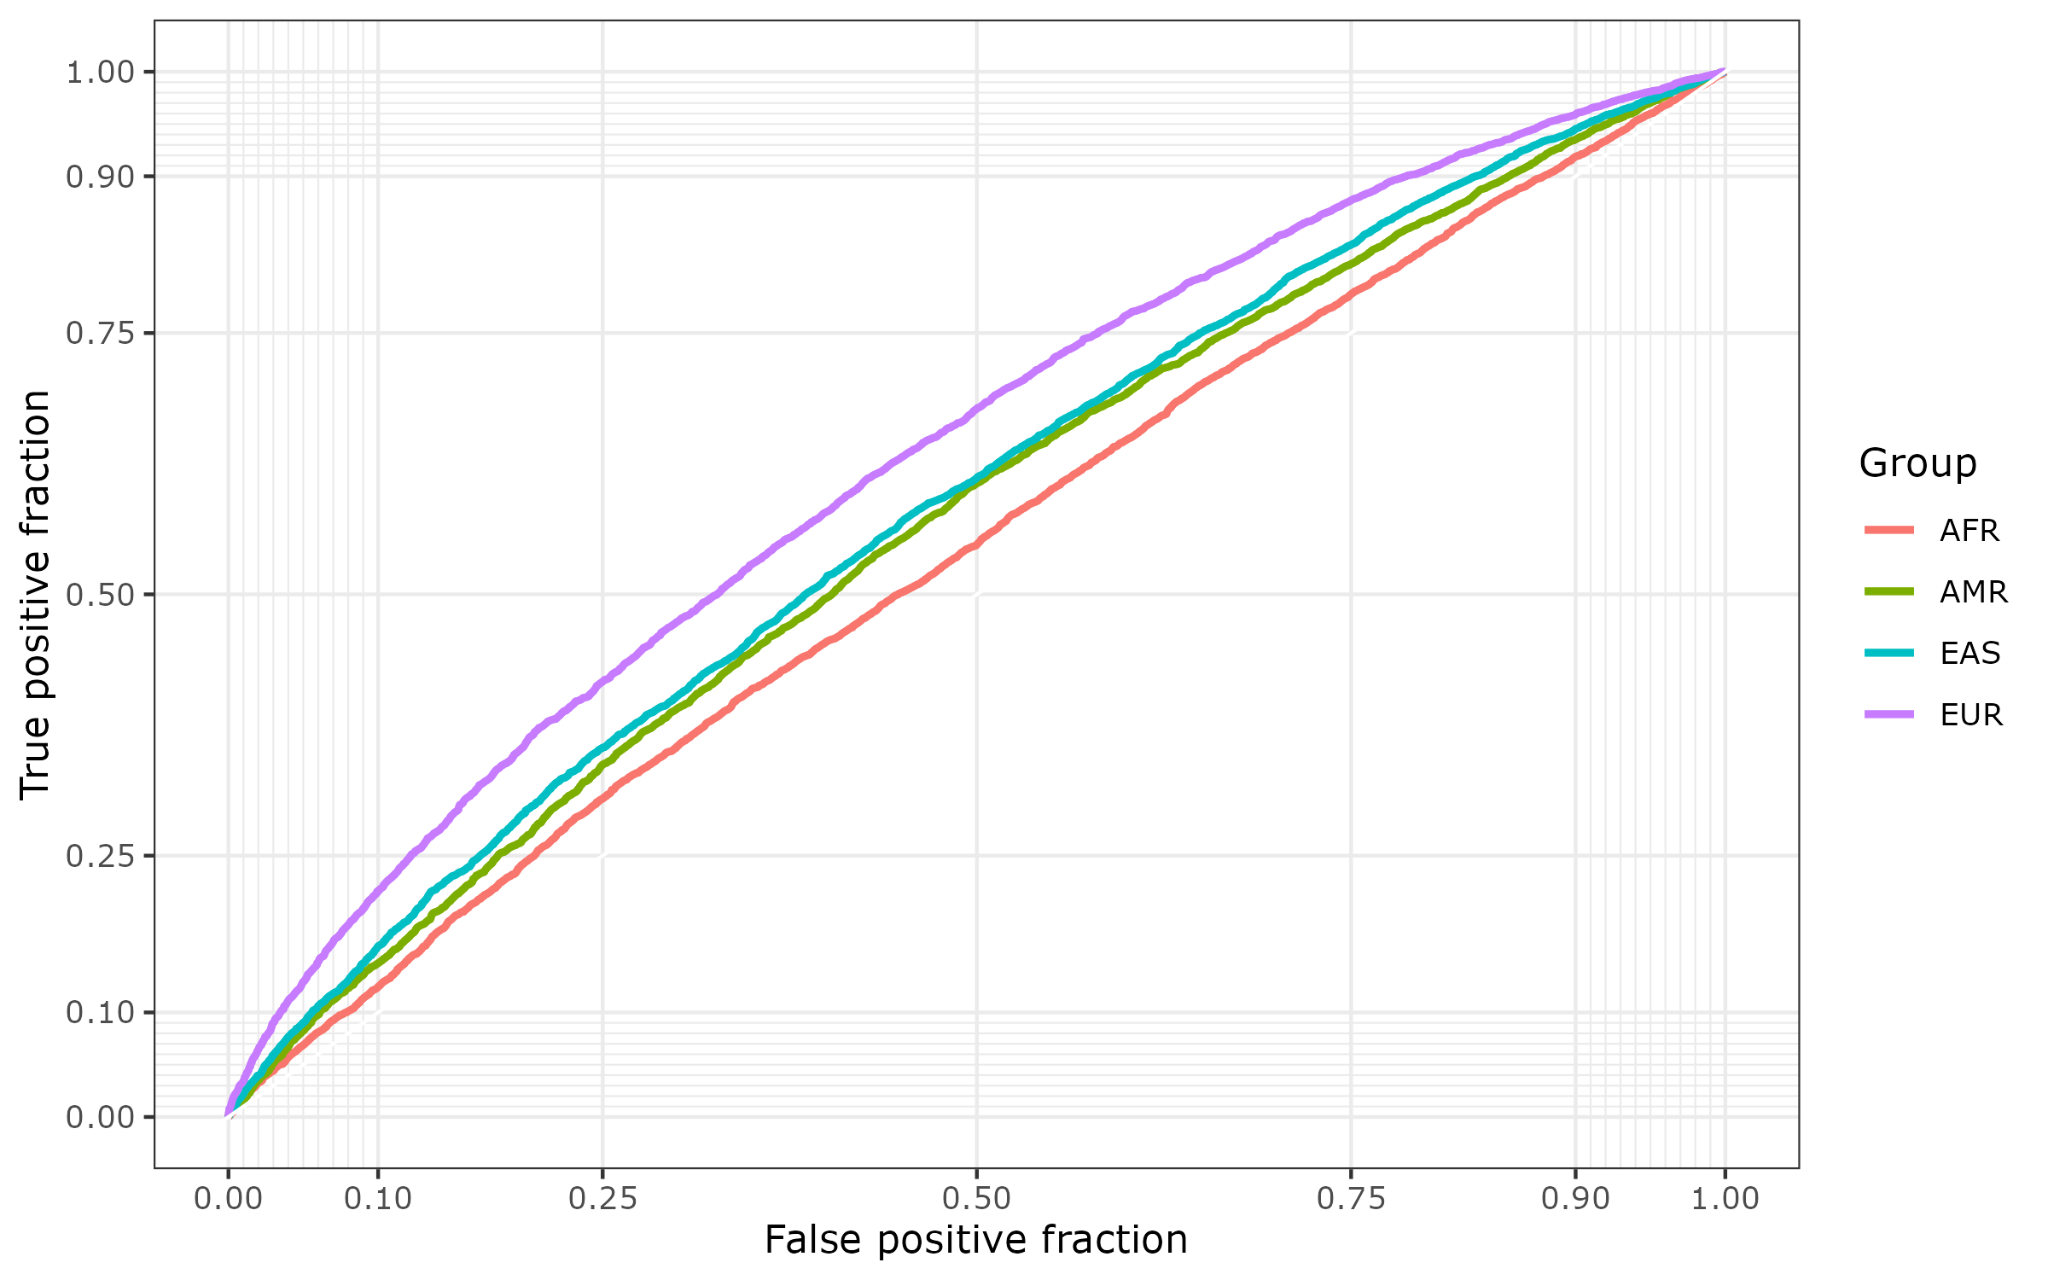 1.00
0.90
0.75
0.50
0.25
0.10
0.00
True positive fraction
0.00 0.10 0.25 0.50 0.75 0.90 1.00
False positive fraction
Group
AFR
AMR
EAS
EUR